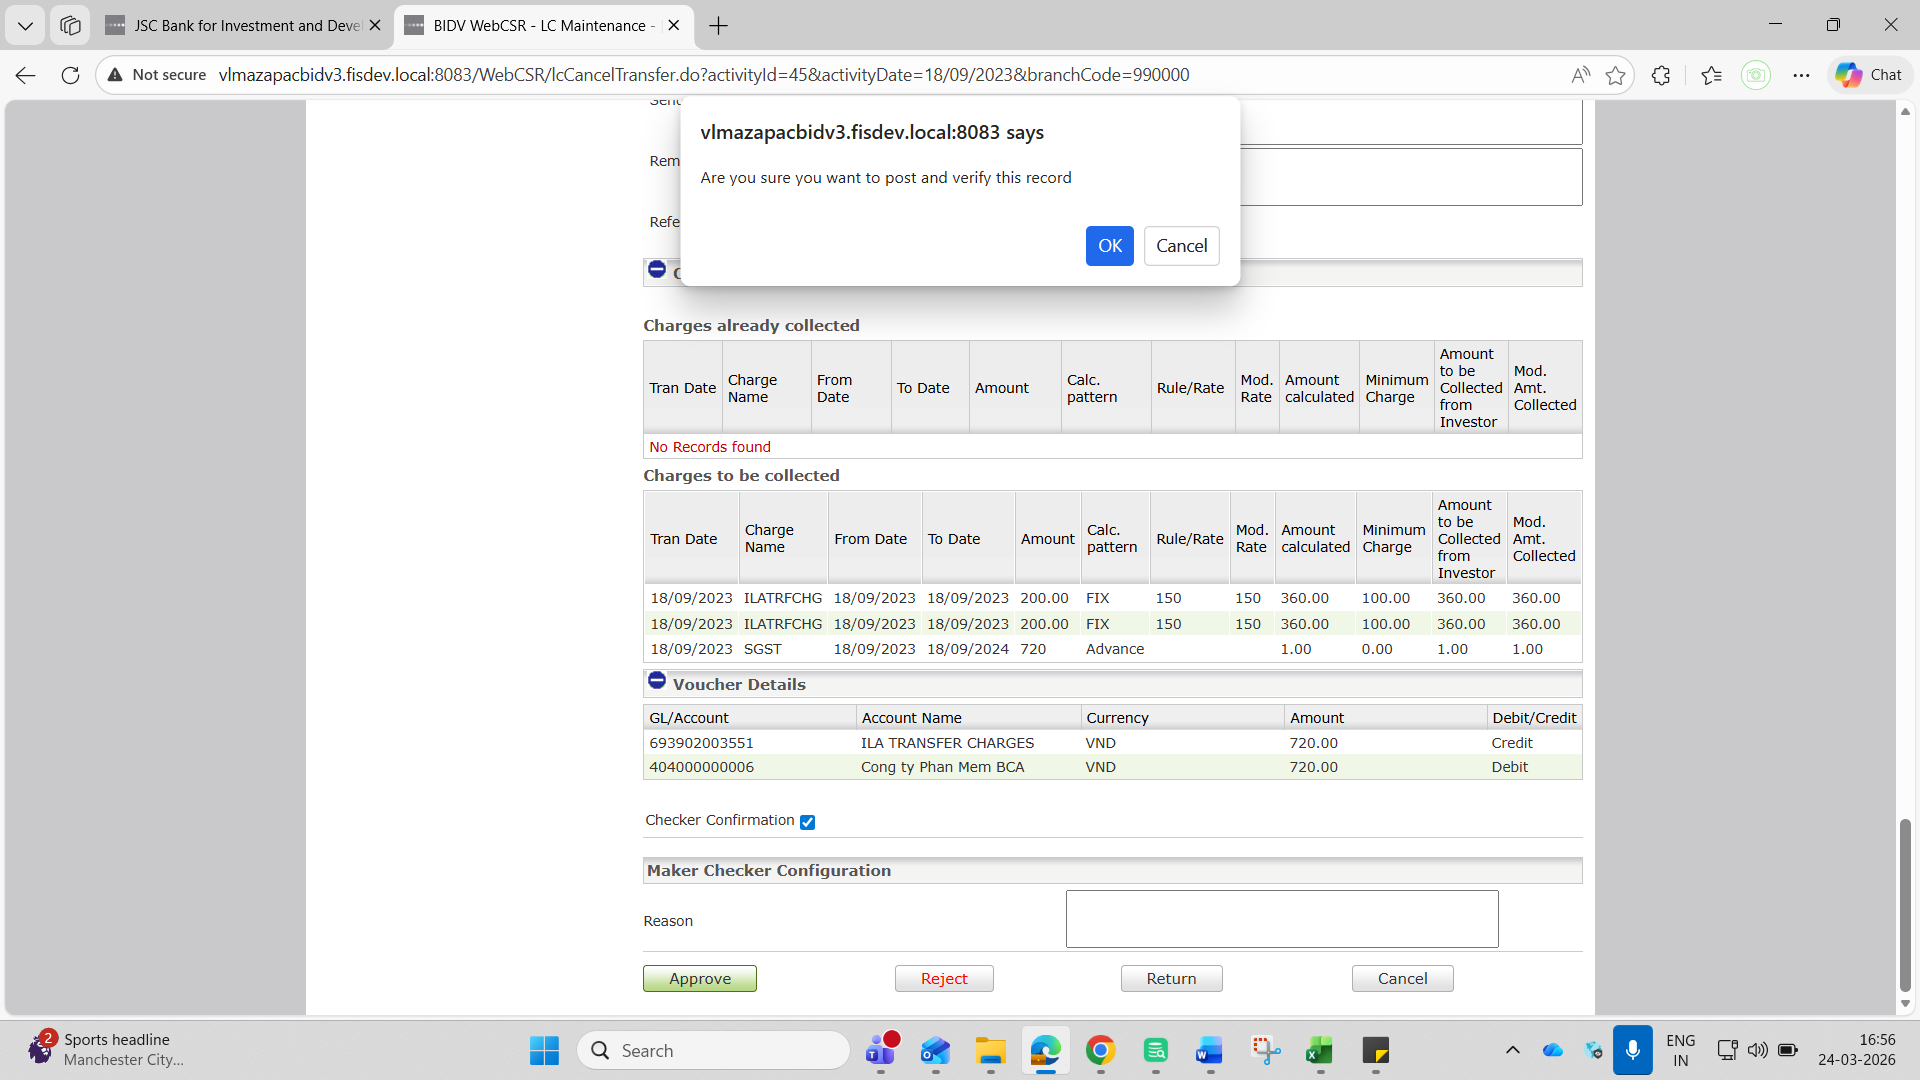 JSC Bank for Investment and Deve
BIDV WebCSR - LC Maintenance -
Not secure vlmazapacbidv3.fisdev.local:8083/WebCSR/lcCancelTransfer.do?activityId=45&activityDate=18/09/2023&branchCode=990000
Chat
vlmazapacbidv3.fisdev.local:8083 says
Are you sure you want to post and verify this record
OK Cancel
Rem
Refe
Charges already collected
Tran Date Charge Name From Date To Date Amount Calc. pattern Rule/Rate Mod. Rate Amount calculated Minimum Charge Amount to be Collected from Investor Mod. Amt. Collected
No Records found
Charges to be collected
Tran Date Charge Name From Date To Date Amount Calc. pattern Rule/Rate Mod. Rate Amount calculated Minimum Charge Amount to be Collected from Investor Mod. Amt. Collected
18/09/2023 ILATRFCHG 18/09/2023 18/09/2023 200.00 FIX 150 150 360.00 100.00 360.00 360.00
18/09/2023 ILATRFCHG 18/09/2023 18/09/2023 200.00 FIX 150 150 360.00 100.00 360.00 360.00
18/09/2023 SGST 18/09/2023 18/09/2024 720 Advance 1.00 0.00 1.00 1.00
Voucher Details
GL/Account Account Name Currency Amount Debit/Credit
693902003551 ILA TRANSFER CHARGES VND 720.00 Credit
404000000006 Cong ty Phan Mem BCA VND 720.00 Debit
Checker Confirmation
Maker Checker Configuration
Reason
Approve Reject Return Cancel
2
Sports headline
Manchester City...
Search
ENG
IN
16:56
24-03-2026